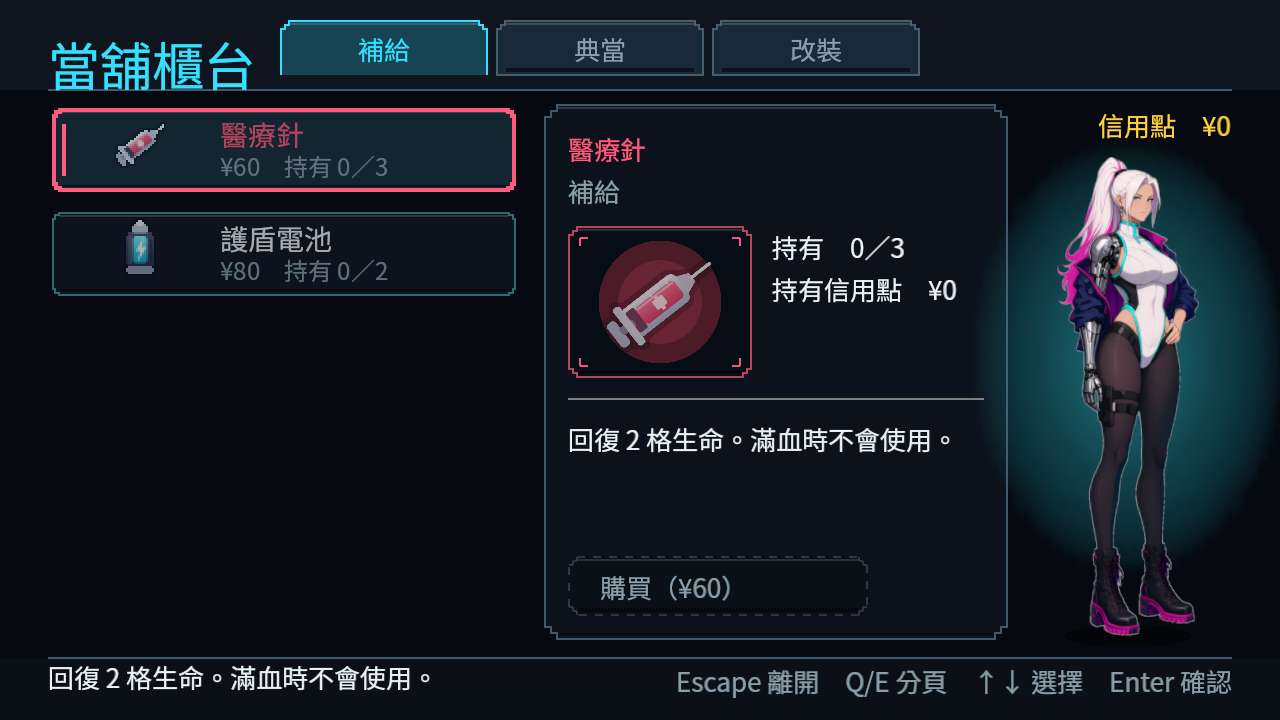 當舖櫃台
補給
典當
改裝
醫療針
¥60 持有 0／3
護盾電池
¥80 持有 0／2
醫療針
補給
持有 0／3
持有信用點 ¥0
回復 2 格生命。滿血時不會使用。
購買（¥60）
信用點 ¥0
回復 2 格生命。滿血時不會使用。
Escape 離開 Q/E 分頁 ↑↓ 選擇 Enter 確認